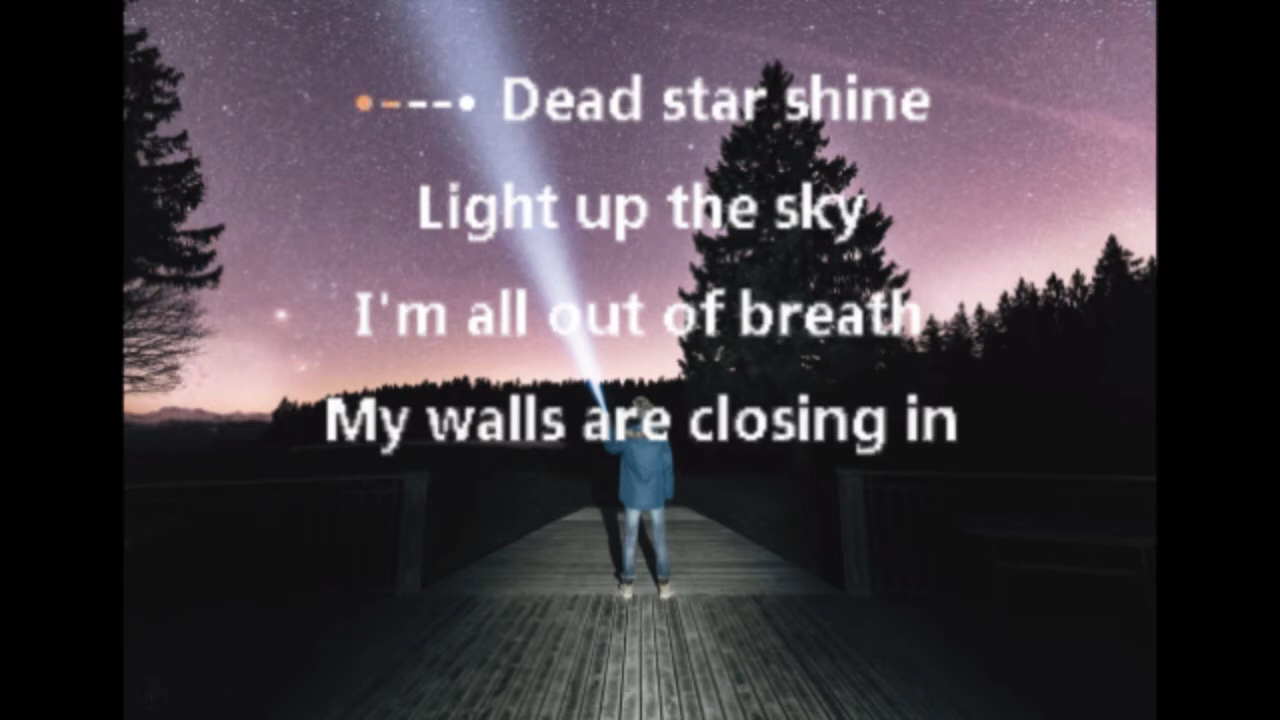 Dead star shine
Light up the sky
I'm all out of breath
My walls are closing in